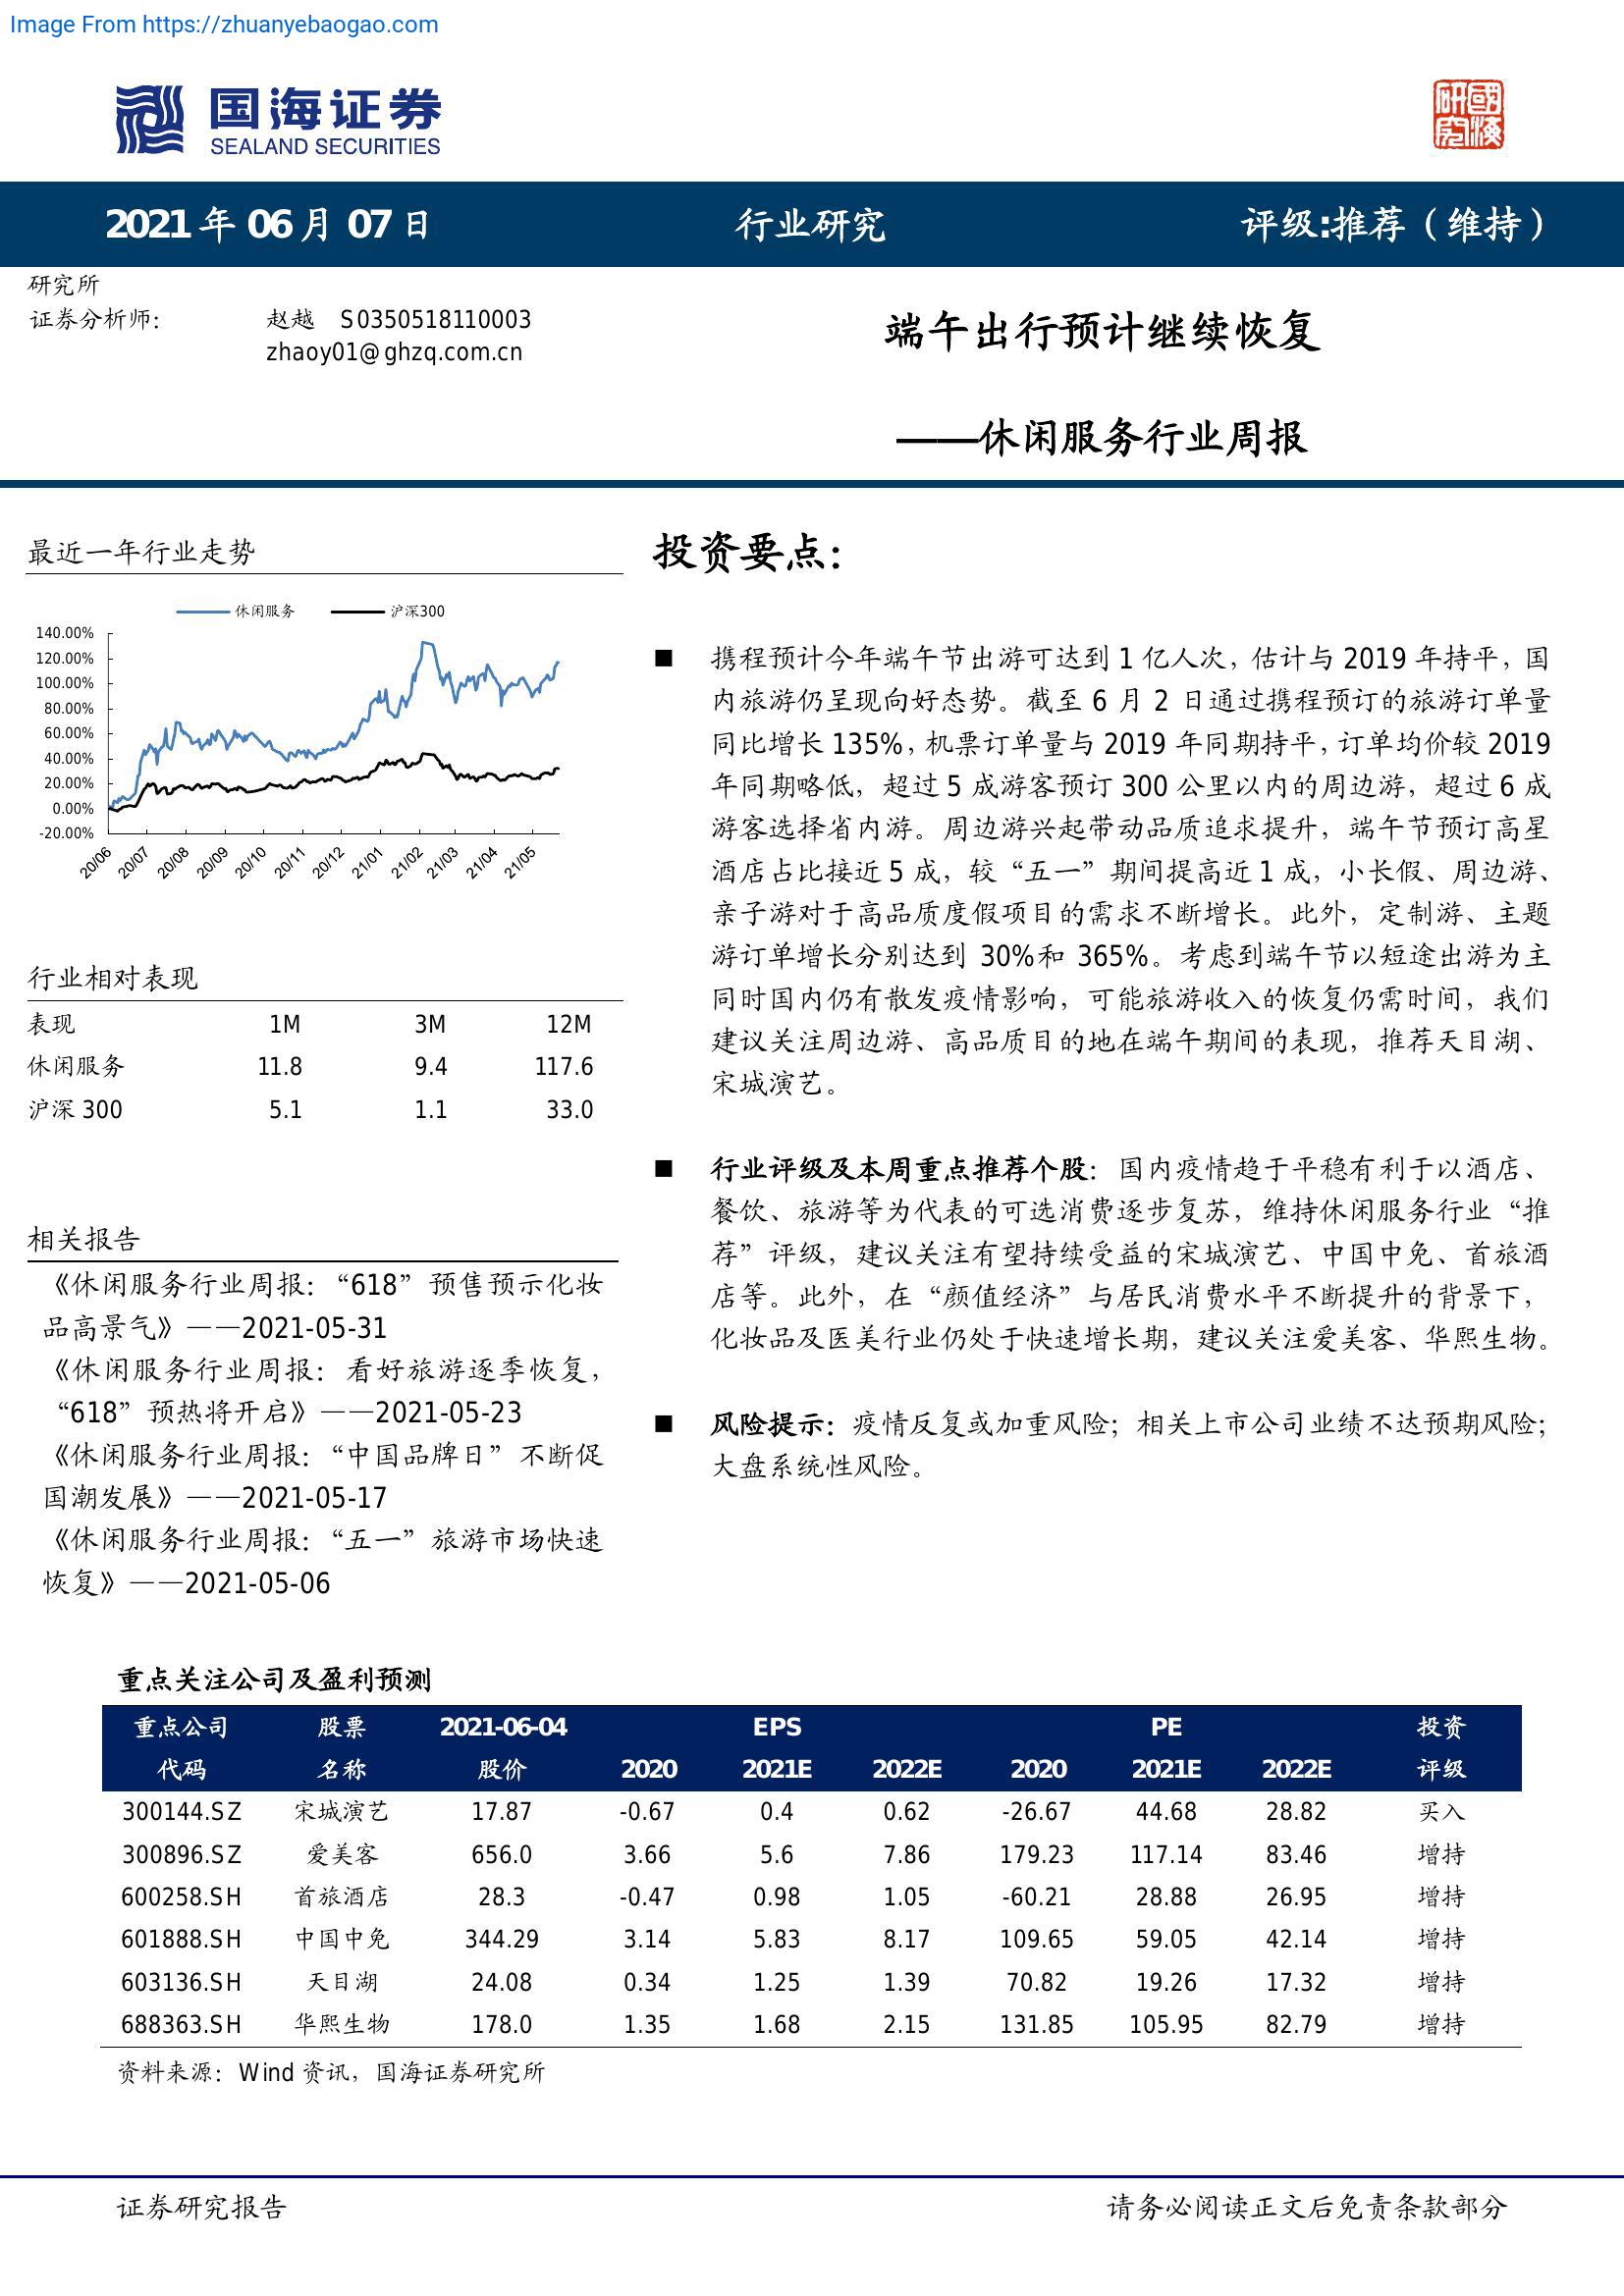 Image From https://zhuanyebaogao.com
国海证券
SEALAND SECURITIES
國海研究
2021 年 06 月 07 日
行业研究
评级:推荐（维持）
研究所
证券分析师：
赵越 S0350518110003
zhaoy01@ghzq.com.cn
端午出行预计继续恢复
——休闲服务行业周报
最近一年行业走势
休闲服务 沪深300
140.00%
120.00%
100.00%
80.00%
60.00%
40.00%
20.00%
0.00%
-20.00%
20/06 20/07 20/08 20/09 20/10 20/11 20/12 21/01 21/02 21/03 21/04 21/05
行业相对表现
表现 1M 3M 12M
休闲服务 11.8 9.4 117.6
沪深 300 5.1 1.1 33.0
相关报告
《休闲服务行业周报：“618”预售预示化妆
品高景气》——2021-05-31
《休闲服务行业周报：看好旅游逐季恢复，
“618”预热将开启》——2021-05-23
《休闲服务行业周报：“中国品牌日”不断促
国潮发展》——2021-05-17
《休闲服务行业周报：“五一”旅游市场快速
恢复》——2021-05-06
投资要点：
■ 携程预计今年端午节出游可达到 1 亿人次，估计与 2019 年持平，国
内旅游仍呈现向好态势。截至 6 月 2 日通过携程预订的旅游订单量
同比增长 135%，机票订单量与 2019 年同期持平，订单均价较 2019
年同期略低，超过 5 成游客预订 300 公里以内的周边游，超过 6 成
游客选择省内游。周边游兴起带动品质追求提升，端午节预订高星
酒店占比接近 5 成，较“五一”期间提高近 1 成，小长假、周边游、
亲子游对于高品质度假项目的需求不断增长。此外，定制游、主题
游订单增长分别达到 30%和 365%。考虑到端午节以短途出游为主
同时国内仍有散发疫情影响，可能旅游收入的恢复仍需时间，我们
建议关注周边游、高品质目的地在端午期间的表现，推荐天目湖、
宋城演艺。
■ 行业评级及本周重点推荐个股：国内疫情趋于平稳有利于以酒店、
餐饮、旅游等为代表的可选消费逐步复苏，维持休闲服务行业“推
荐”评级，建议关注有望持续受益的宋城演艺、中国中免、首旅酒
店等。此外，在“颜值经济”与居民消费水平不断提升的背景下，
化妆品及医美行业仍处于快速增长期，建议关注爱美客、华熙生物。
■ 风险提示：疫情反复或加重风险；相关上市公司业绩不达预期风险；
大盘系统性风险。
重点关注公司及盈利预测
重点公司 股票 2021-06-04 EPS PE 投资
代码 名称 股价 2020 2021E 2022E 2020 2021E 2022E 评级
300144.SZ 宋城演艺 17.87 -0.67 0.4 0.62 -26.67 44.68 28.82 买入
300896.SZ 爱美客 656.0 3.66 5.6 7.86 179.23 117.14 83.46 增持
600258.SH 首旅酒店 28.3 -0.47 0.98 1.05 -60.21 28.88 26.95 增持
601888.SH 中国中免 344.29 3.14 5.83 8.17 109.65 59.05 42.14 增持
603136.SH 天目湖 24.08 0.34 1.25 1.39 70.82 19.26 17.32 增持
688363.SH 华熙生物 178.0 1.35 1.68 2.15 131.85 105.95 82.79 增持
资料来源：Wind 资讯，国海证券研究所
证券研究报告
请务必阅读正文后免责条款部分